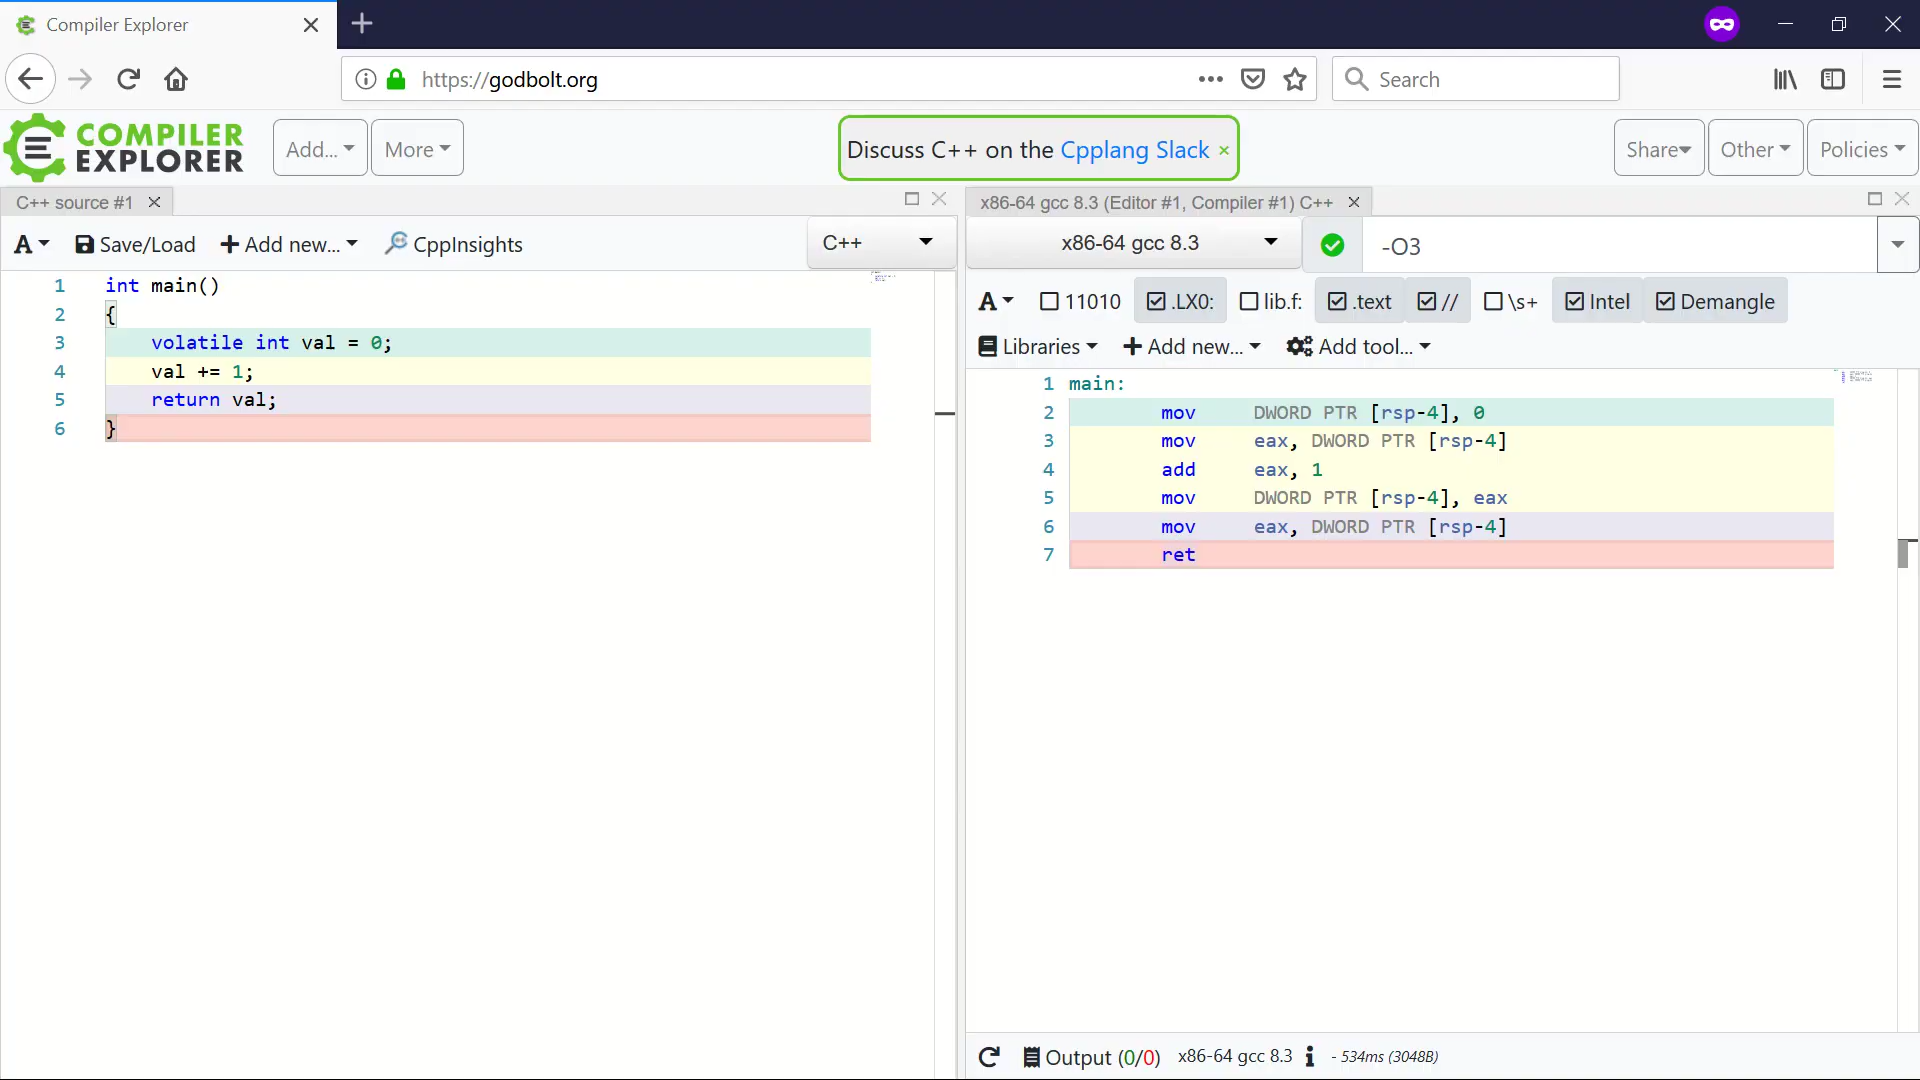 Compiler Explorer
https://godbolt.org
Search
COMPILER
EXPLORER
Add...
More
Discuss C++ on the Cpplang Slack ×
Share
Other
Policies
C++ source #1
A
Save/Load
Add new...
CppInsights
C++
1 int main()
2 {
3 volatile int val = 0;
4 val += 1;
5 return val;
6 }
x86-64 gcc 8.3 (Editor #1, Compiler #1) C++
x86-64 gcc 8.3
-O3
A
11010
.LX0:
lib.f:
.text
//
\s+
Intel
Demangle
Libraries
Add new...
Add tool...
1 main:
2 mov DWORD PTR [rsp-4], 0
3 mov eax, DWORD PTR [rsp-4]
4 add eax, 1
5 mov DWORD PTR [rsp-4], eax
6 mov eax, DWORD PTR [rsp-4]
7 ret
Output (0/0) x86-64 gcc 8.3 i - 534ms (3048B)